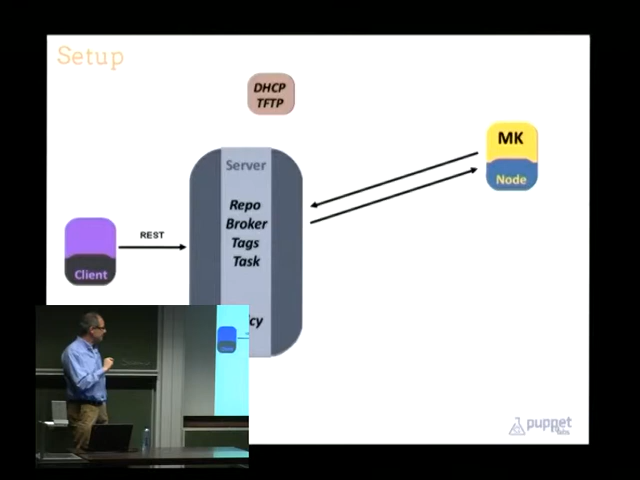 Setup
DHCP
TFTP
MK
Node
Server
Repo
Broker
Tags
Task
REST
Client
cy
puppet
labs